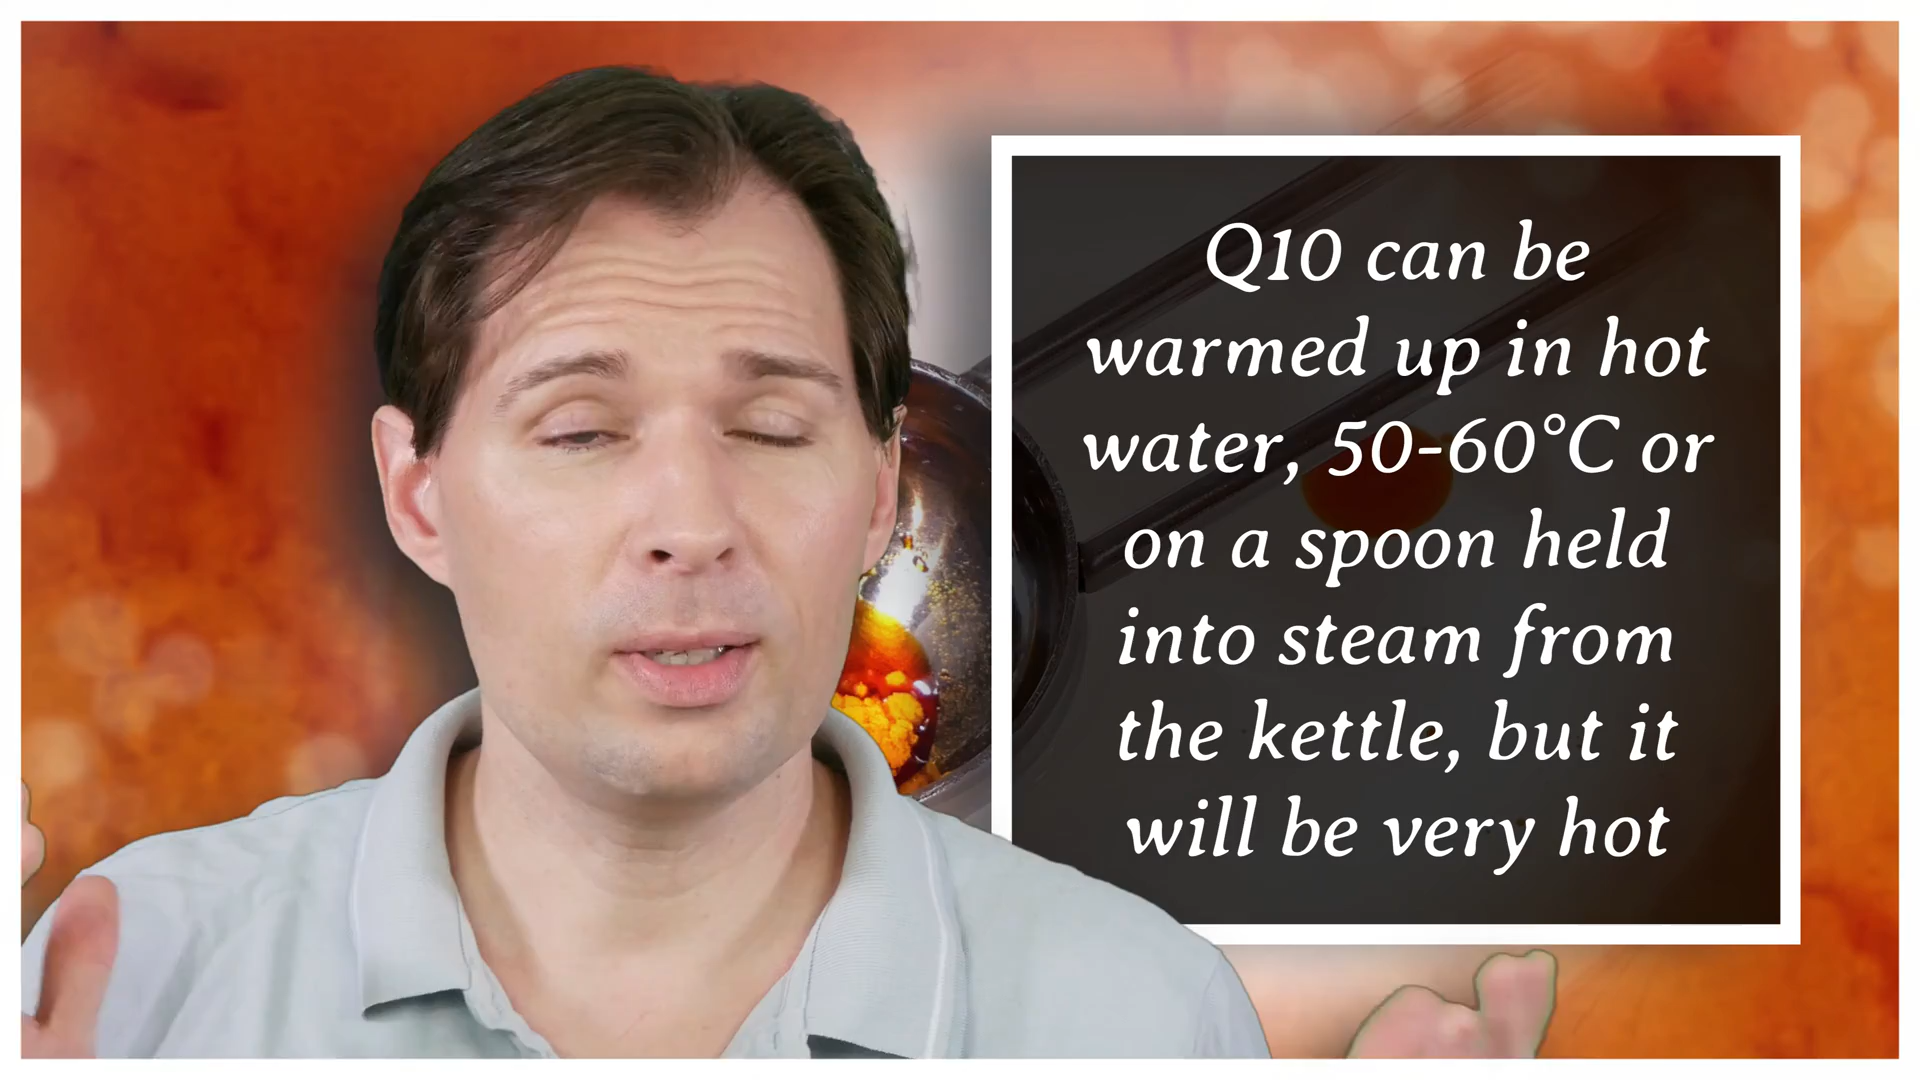 Q10 can be
warmed up in hot
water, 50-60°C or
on a spoon held
into steam from
the kettle, but it
will be very hot